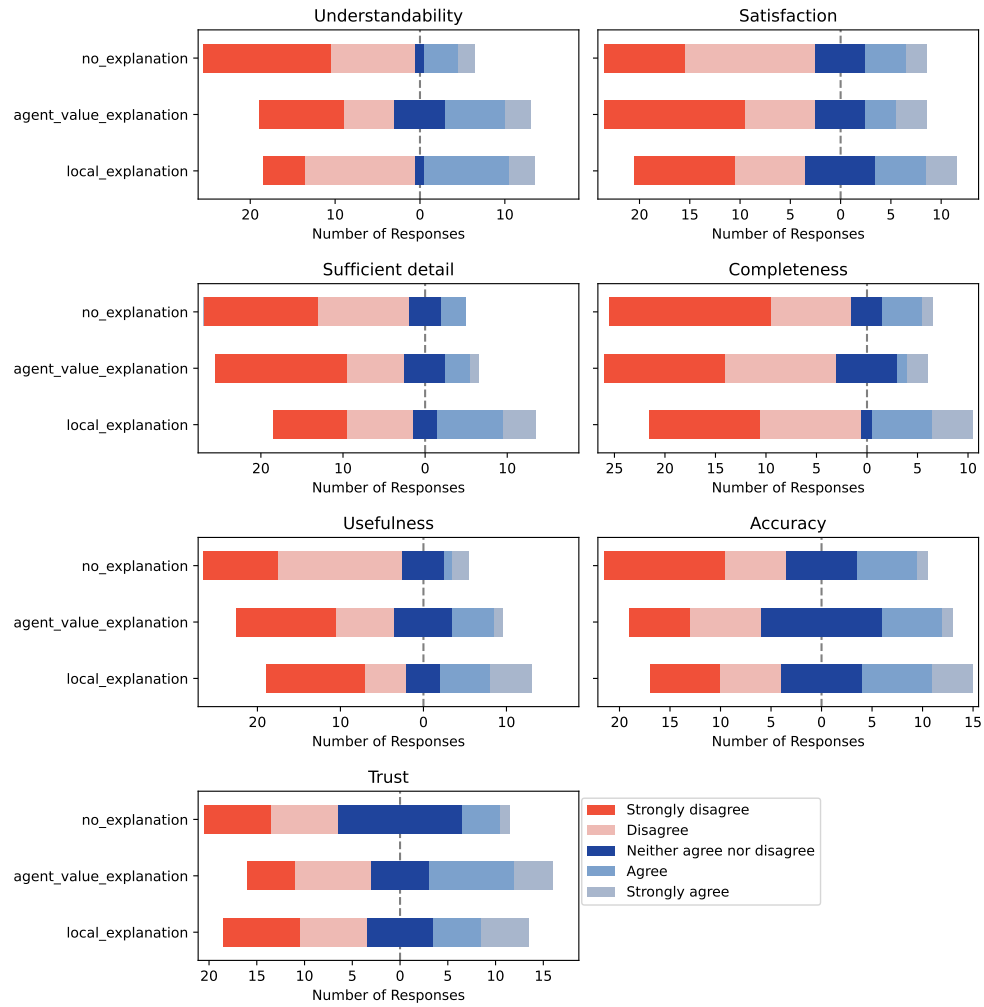 Understandability
Satisfaction
no_explanation
agent_value_explanation
local_explanation
20 10 0 10
20 15 10 5 0 5 10
Number of Responses
Number of Responses
Sufficient detail
Completeness
no_explanation
agent_value_explanation
local_explanation
20 10 0 10
25 20 15 10 5 0 5 10
Number of Responses
Number of Responses
Usefulness
Accuracy
no_explanation
agent_value_explanation
local_explanation
20 10 0 10
20 15 10 5 0 5 10 15
Number of Responses
Number of Responses
Trust
no_explanation
agent_value_explanation
local_explanation
20 15 10 5 0 5 10 15
Number of Responses
Strongly disagree
Disagree
Neither agree nor disagree
Agree
Strongly agree